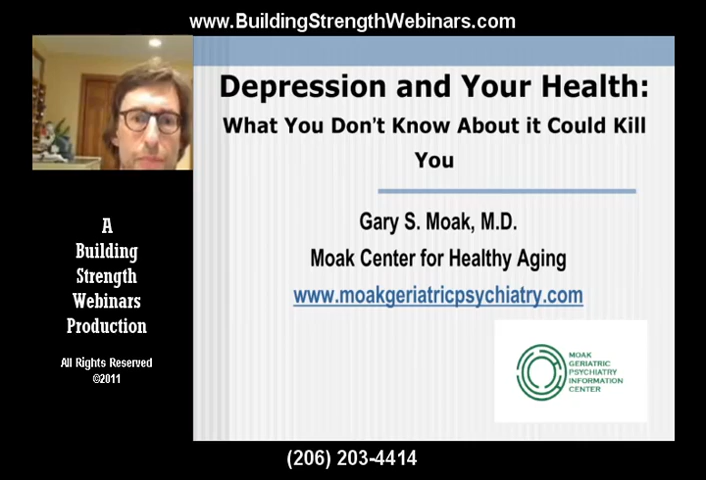 www.BuildingStrengthWebinars.com
Depression and Your Health:
What You Don't Know About it Could Kill
You
Gary S. Moak, M.D.
Moak Center for Healthy Aging
www.moakgeriatricpsychiatry.com
MOAK
GERIATRIC
PSYCHIATRY
INFORMATION
CENTER
A
Building
Strength
Webinars
Production
All Rights Reserved
©2011
(206) 203-4414